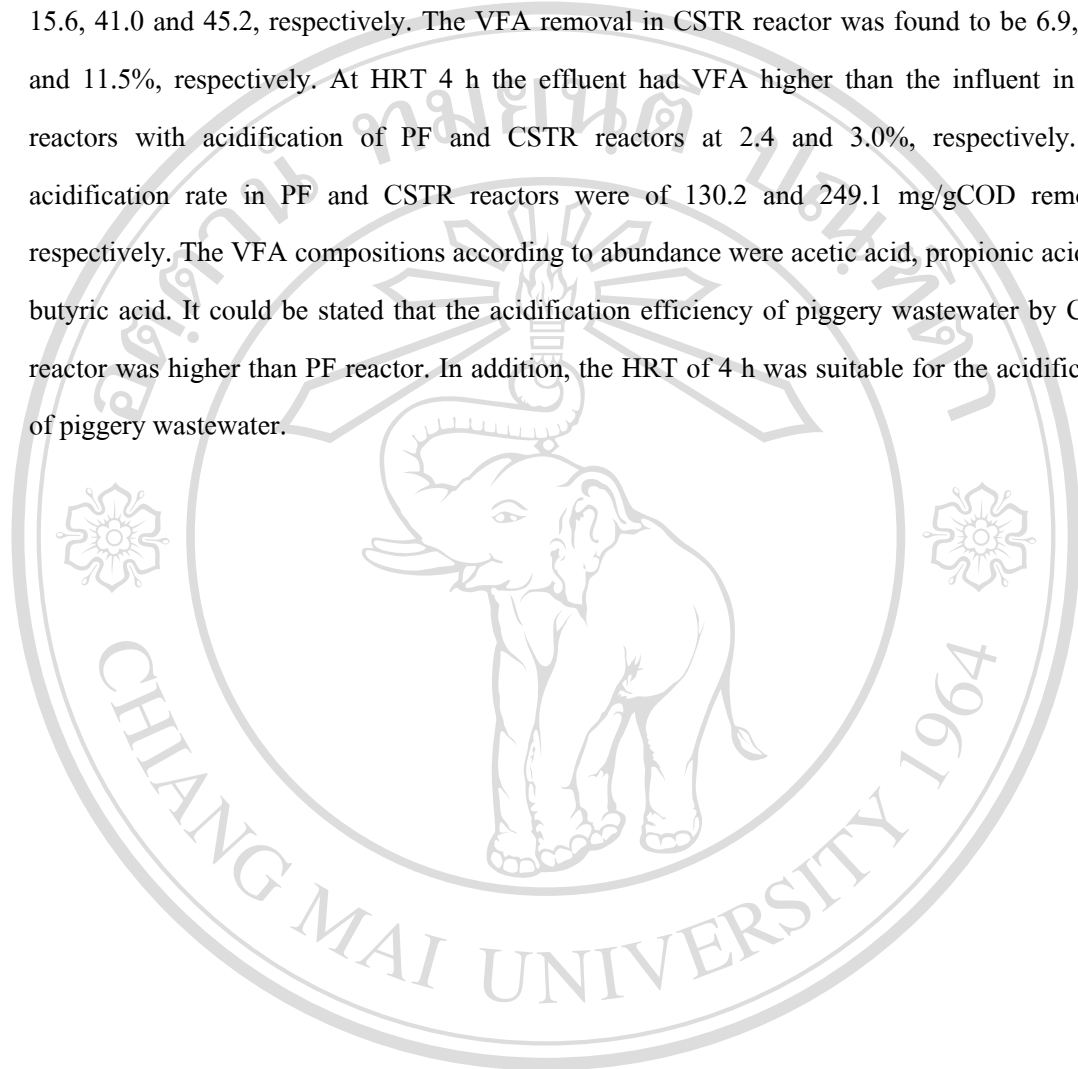 15.6, 41.0 and 45.2, respectively. The VFA removal in CSTR reactor was found to be 6.9,
and 11.5%, respectively. At HRT 4 h the effluent had VFA higher than the influent in
reactors with acidification of PF and CSTR reactors at 2.4 and 3.0%, respectively.
acidification rate in PF and CSTR reactors were of 130.2 and 249.1 mg/gCOD
respectively. The VFA compositions according to abundance were acetic acid, propionic
butyric acid. It could be stated that the acidification efficiency of piggery wastewater by
reactor was higher than PF reactor. In addition, the HRT of 4 h was suitable for the
of piggery wastewater.
CHIANG MAI UNIVERSITY 1964